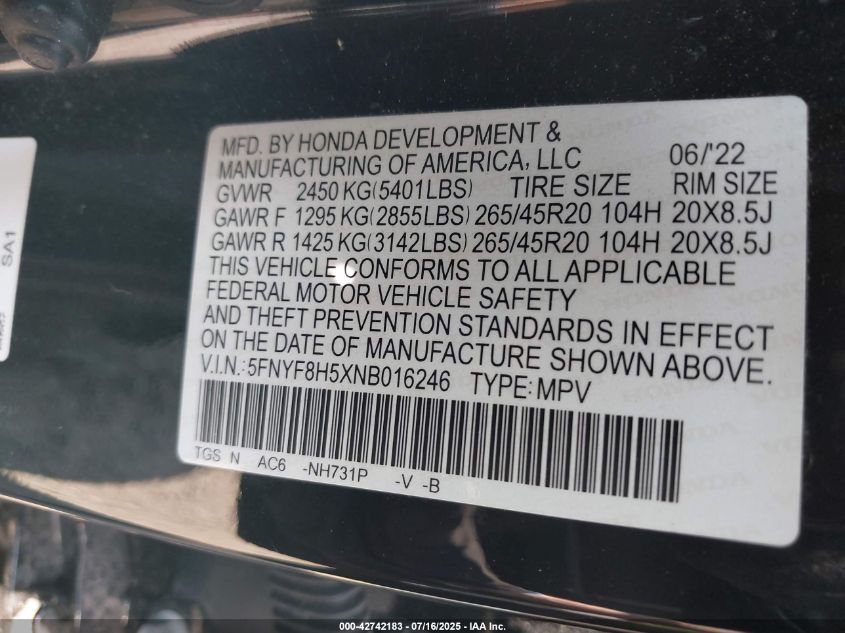 MFD. BY HONDA DEVELOPMENT &
MANUFACTURING OF AMERICA, LLC 06/'22
GVWR 2450 KG(5401LBS) TIRE SIZE RIM SIZE
GAWR F 1295 KG(2855LBS) 265/45R20 104H 20X8.5J
GAWR R 1425 KG(3142LBS) 265/45R20 104H 20X8.5J
THIS VEHICLE CONFORMS TO ALL APPLICABLE
FEDERAL MOTOR VEHICLE SAFETY
AND THEFT PREVENTION STANDARDS IN EFFECT
ON THE DATE OF MANUFACTURE SHOWN ABOVE.
V.I.N.:5FNYF8H5XNB016246 TYPE:MPV
TGS N AC6 -NH731P -V -B
SA1
000-42742183 - 07/16/2025 - IAA Inc.